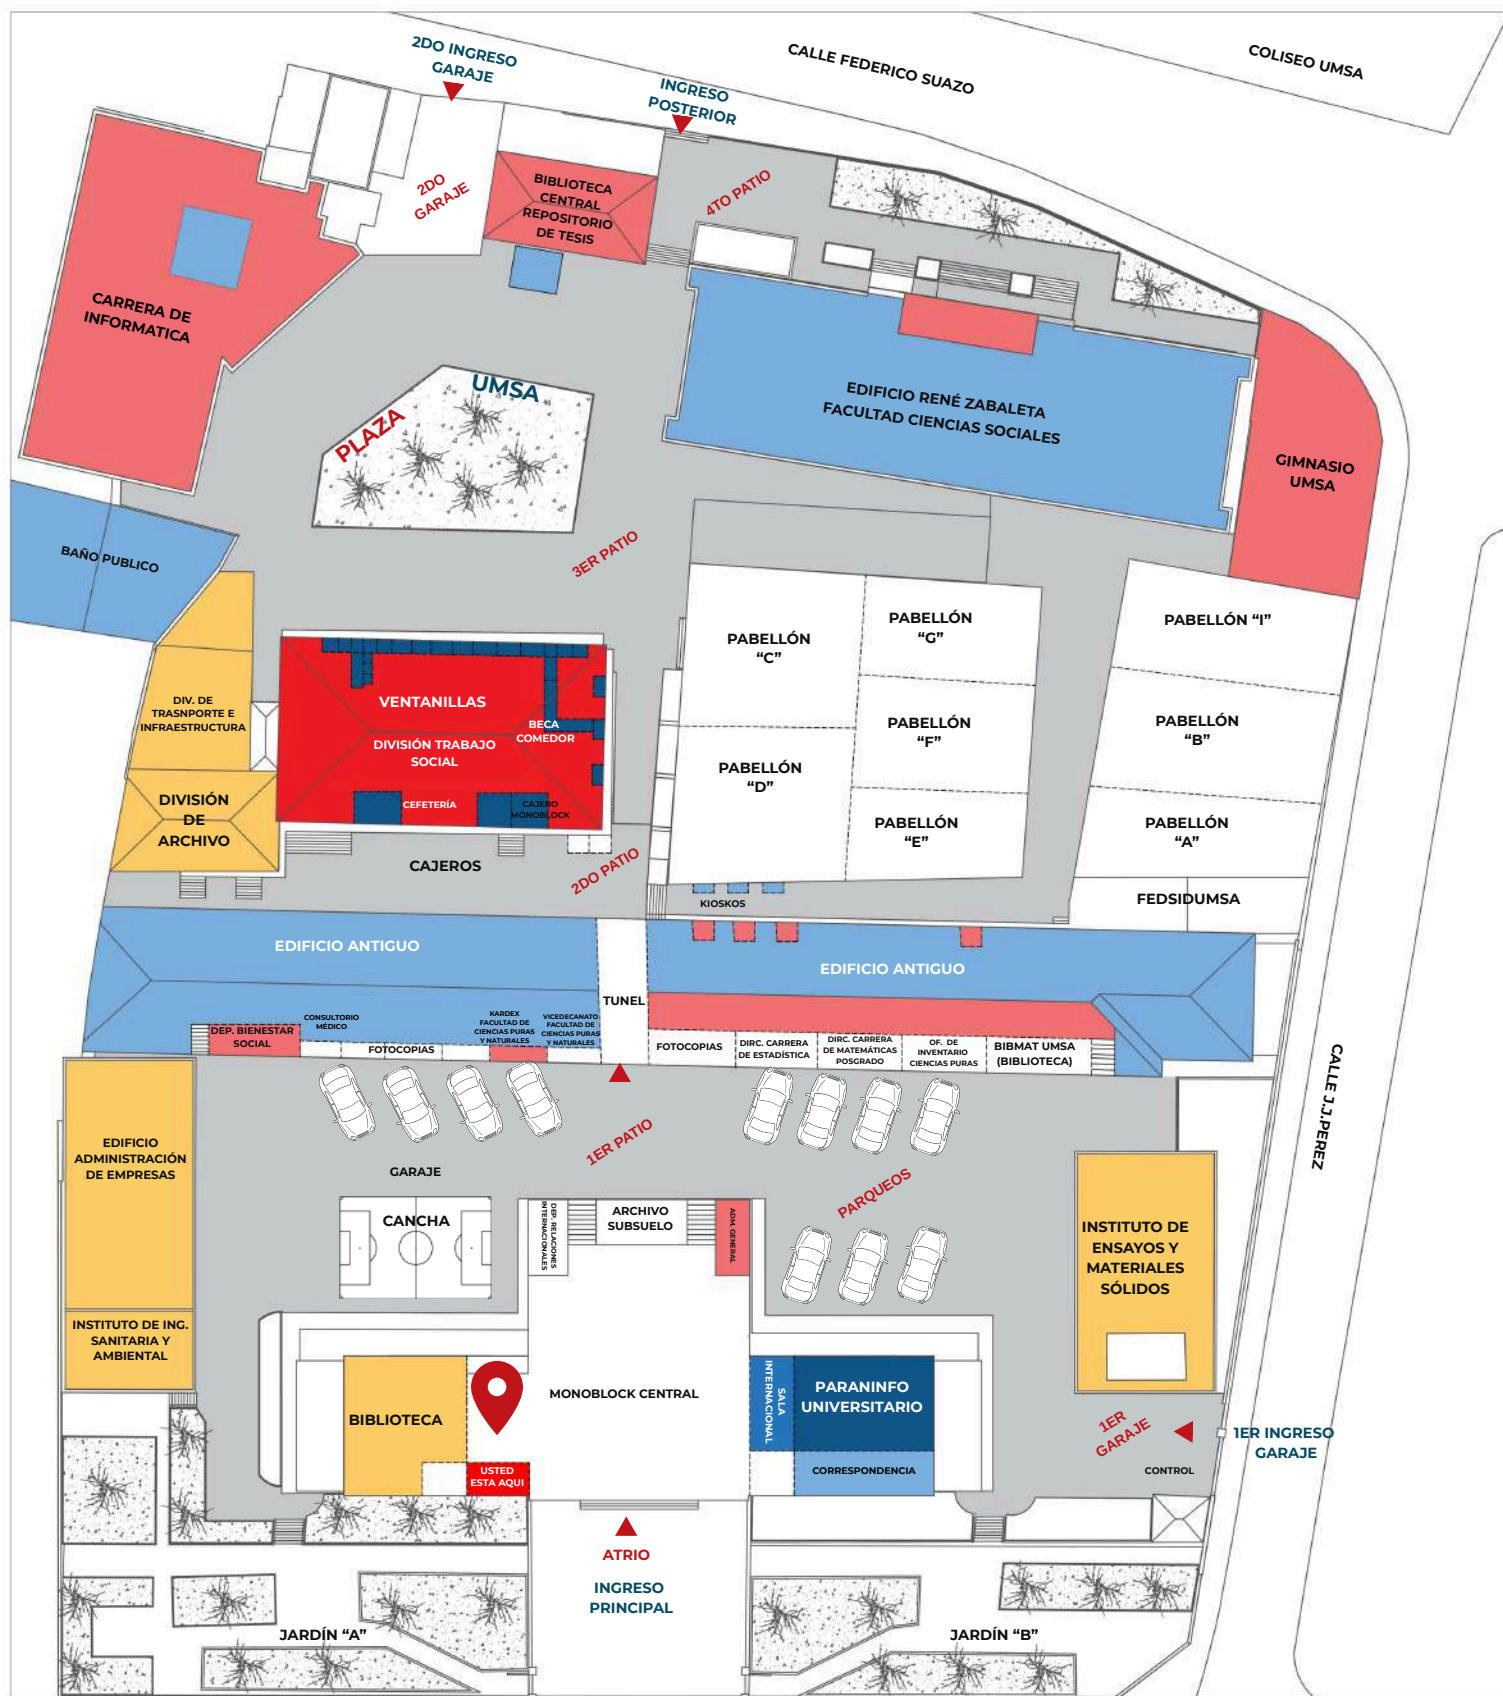 2DO INGRESO
GARAJE
INGRESO
POSTERIOR
CALLE FEDERICO SUAZO
COLISEO UMSA
2DO
GARAJE
BIBLIOTECA
CENTRAL
REPOSITORIO
DE TESIS
4TO PATIO
CARRERA DE
INFORMATICA
PLAZA
UMSA
EDIFICIO RENÉ ZABALETA
FACULTAD CIENCIAS SOCIALES
GIMNASIO
UMSA
BAÑO PUBLICO
3ER PATIO
PABELLÓN
“C”
PABELLÓN
“G”
PABELLÓN “I”
DIV. DE
TRASNPORTE E
INFRAESTRUCTURA
VENTANILLAS
BECA
COMEDOR
DIVISIÓN TRABAJO
SOCIAL
PABELLÓN
“F”
PABELLÓN
“B”
PABELLÓN
“D”
DIVISIÓN
DE
ARCHIVO
CEFETERÍA
CAJERO
MONOBLOCK
PABELLÓN
“E”
PABELLÓN
“A”
CAJEROS
2DO PATIO
KIOSKOS
FEDSIDUMSA
EDIFICIO ANTIGUO
EDIFICIO ANTIGUO
TUNEL
DEP. BIENESTAR
SOCIAL
CONSULTORIO
MÉDICO
FOTOCOPIAS
KARDEX
FACULTAD DE
CIENCIAS PURAS
Y NATURALES
VICEDECANATO
FACULTAD DE
CIENCIAS PURAS
Y NATURALES
FOTOCOPIAS
DIRC. CARRERA
DE ESTADÍSTICA
DIRC. CARRERA
DE MATEMÁTICAS
POSGRADO
OF. DE
INVENTARIO
CIENCIAS PURAS
BIBMAT UMSA
(BIBLIOTECA)
CALLE J.J.PEREZ
EDIFICIO
ADMINISTRACIÓN
DE EMPRESAS
GARAJE
1ER PATIO
PARQUEOS
CANCHA
DEP. RELACIONES
INTERNACIONALES
ARCHIVO
SUBSUELO
ADM. GENERAL
INSTITUTO DE
ENSAYOS Y
MATERIALES
SÓLIDOS
INSTITUTO DE ING.
SANITARIA Y
AMBIENTAL
BIBLIOTECA
MONOBLOCK CENTRAL
SALA
INTERNACIONAL
PARANINFO
UNIVERSITARIO
1ER
GARAJE
1ER INGRESO
GARAJE
USTED
ESTA AQUI
CORRESPONDENCIA
CONTROL
ATRIO
INGRESO
PRINCIPAL
JARDÍN “A”
JARDÍN “B”